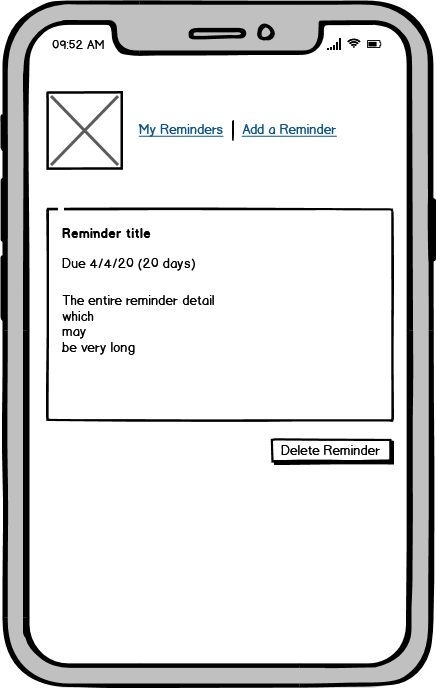 09:52 AM
My Reminders | Add a Reminder
Reminder title
Due 4/4/20 (20 days)
The entire reminder detail
which
may
be very long
Delete Reminder